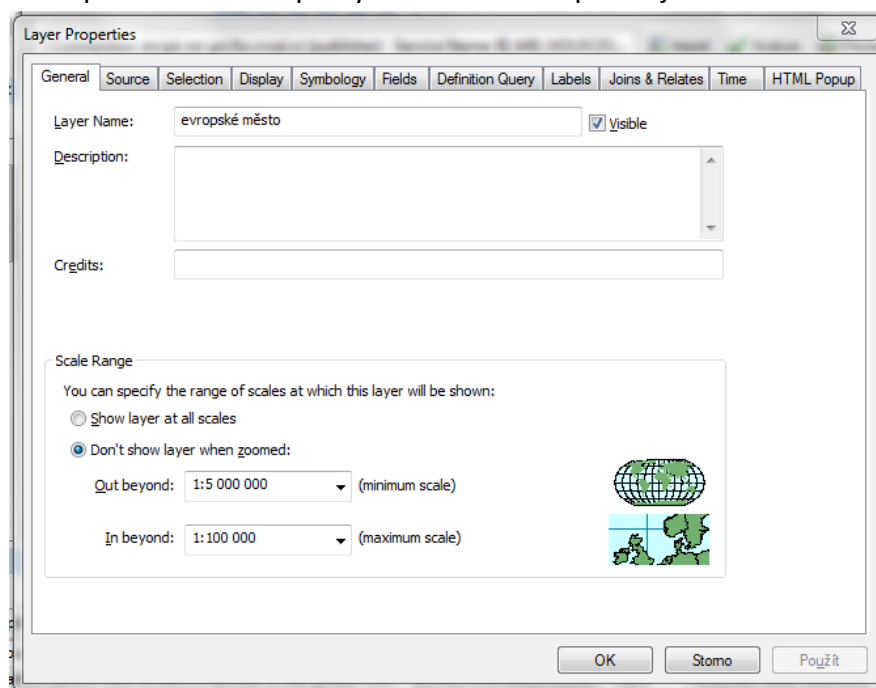 Layer Properties
General Source Selection Display Symbology Fields Definition Query Labels Joins & Relates Time HTML Popup
Layer Name: evropské město Visible
Description:
Credits:
Scale Range
You can specify the range of scales at which this layer will be shown:
Show layer at all scales
Don't show layer when zoomed:
Out beyond: 1:5 000 000 (minimum scale)
In beyond: 1:100 000 (maximum scale)
OK Storno Použít